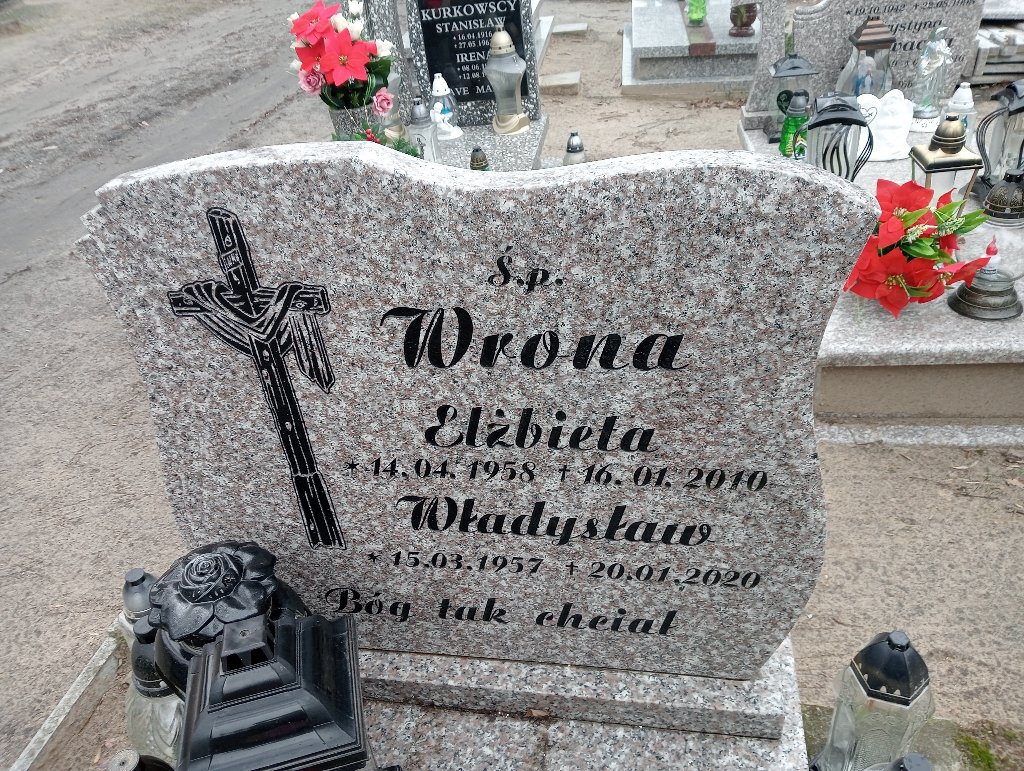 KURKOWSCY
STANISŁAW
IRENA
Ś.p.
Wrona
Elżbieta
* 14.04.1958 † 16.01.2010
Władysław
* 15.03.1957 † 20.01.2020
Bóg tak chciał